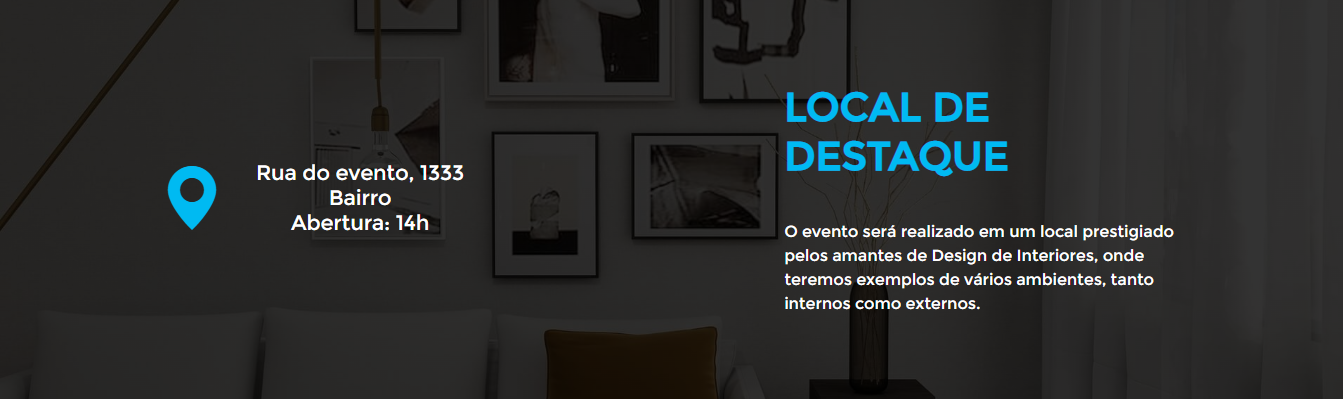 Rua do evento, 1333
Bairro
Abertura: 14h
LOCAL DE
DESTAQUE
O evento será realizado em um local prestigiado
pelos amantes de Design de Interiores, onde
teremos exemplos de vários ambientes, tanto
internos como externos.